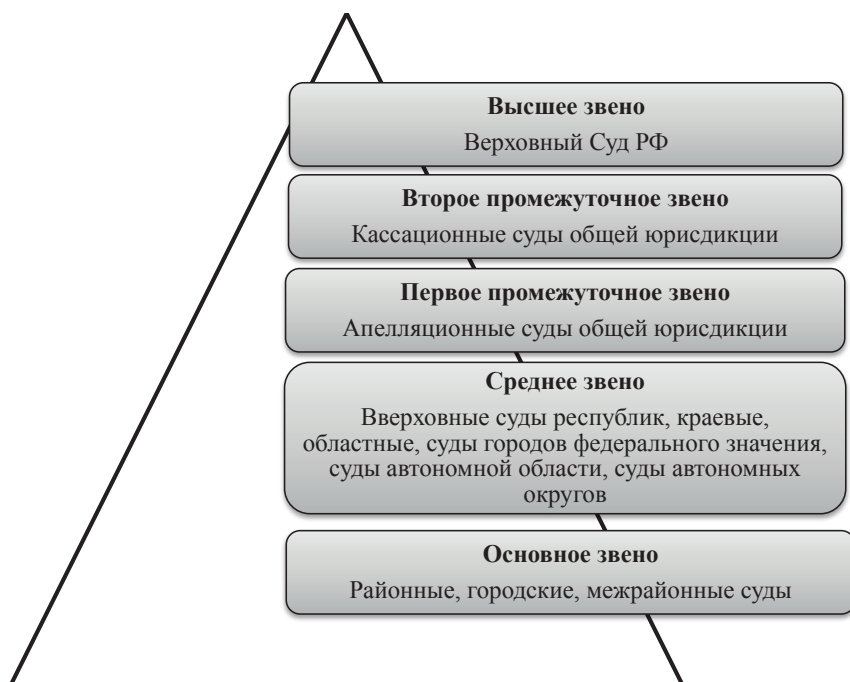 Высшее звено
Верховный Суд РФ
Второе промежуточное звено
Кассационные суды общей юрисдикции
Первое промежуточное звено
Апелляционные суды общей юрисдикции
Среднее звено
Вверховные суды республик, краевые,
областные, суды городов федерального значения,
суды автономной области, суды автономных
округов
Основное звено
Районные, городские, межрайонные суды